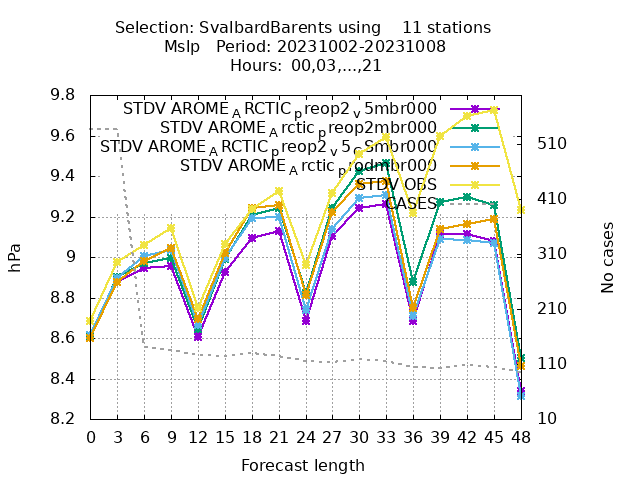 Selection: SvalbardBarents using    11 stations
Mslp   Period: 20231002-20231008
Hours:  00,03,...,21
9.8
9.6
9.4
9.2
9
8.8
8.6
8.4
8.2
hPa
STDV AROME_ARCTIC_preop2_v5mbr000
STDV AROME_Arctic_preop2mbr000
STDV AROME_ARCTIC_preop2_v5_c5mbr000
STDV AROME_Arctic_prodmbr000
STDV OBS
CASES
510
410
310
210
110
10
No cases
0 3 6 9 12 15 18 21 24 27 30 33 36 39 42 45 48
Forecast length